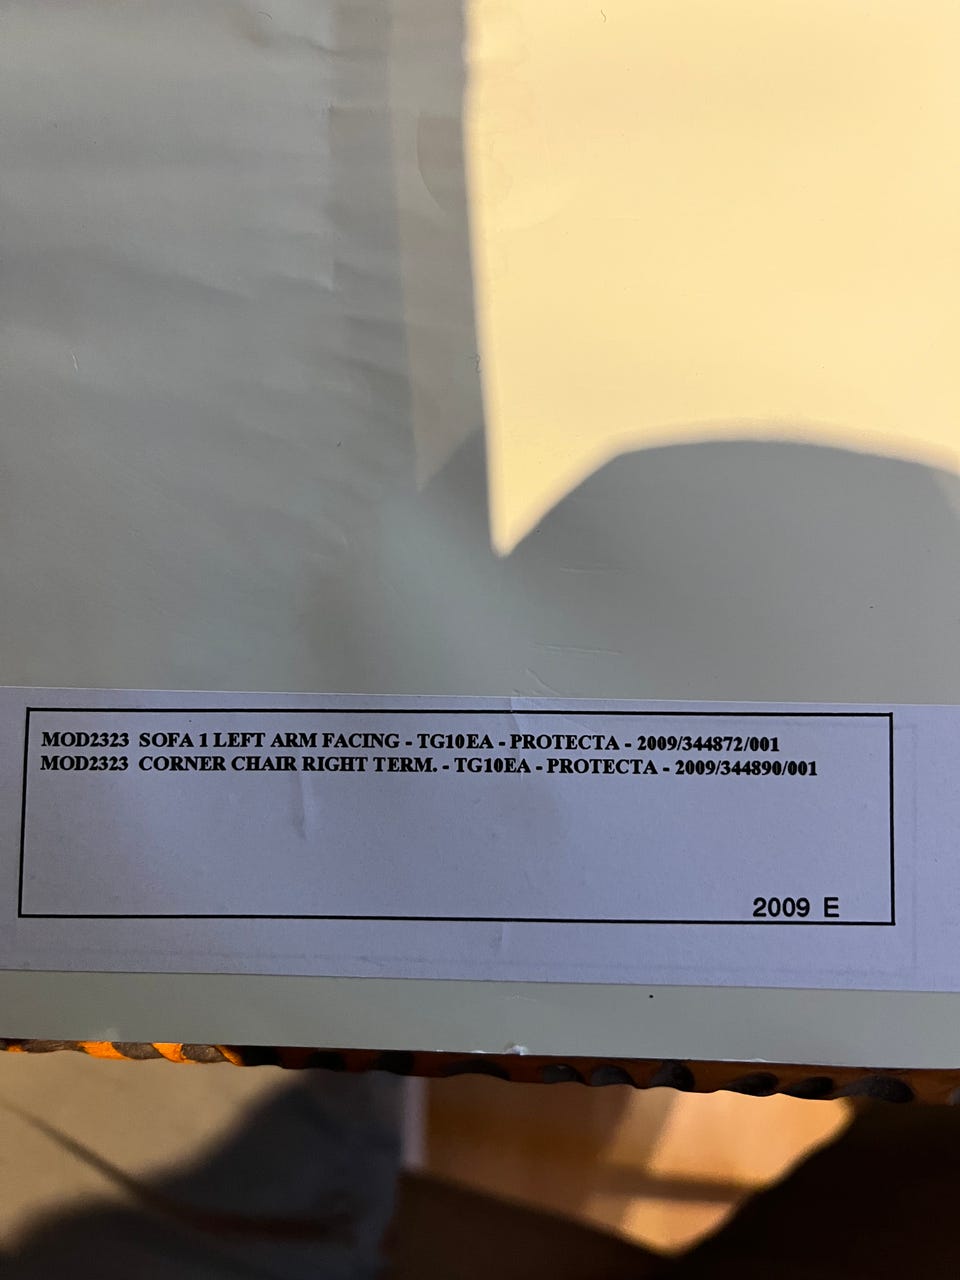 MOD2323 SOFA 1 LEFT ARM FACING - TG10EA - PROTECTA - 2009/344872/001
MOD2323 CORNER CHAIR RIGHT TERM. - TG10EA - PROTECTA - 2009/344890/001
2009 E